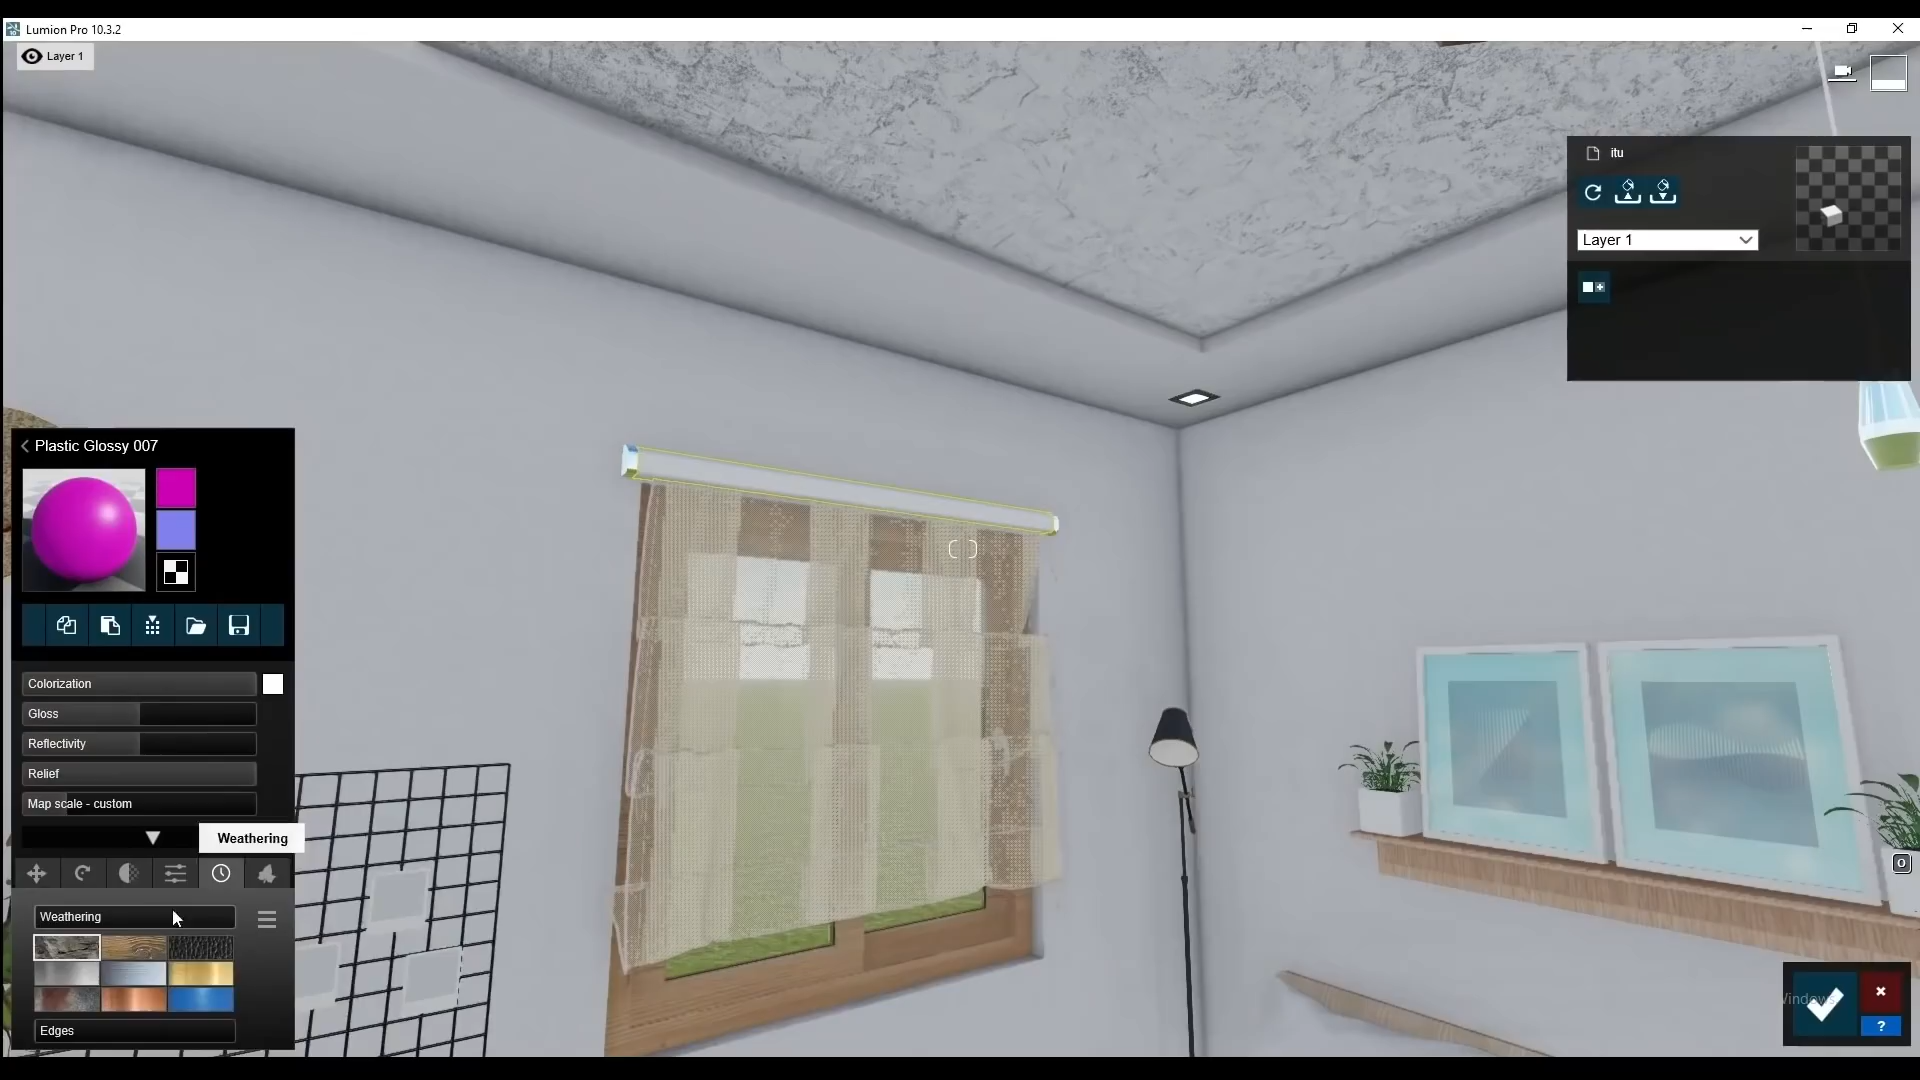 Lumion Pro 10.3.2
Layer 1
itu
Layer 1
Plastic Glossy 007
Colorization
Gloss
Reflectivity
Relief
Map scale - custom
Weathering
Weathering
Edges
O
Windows
?